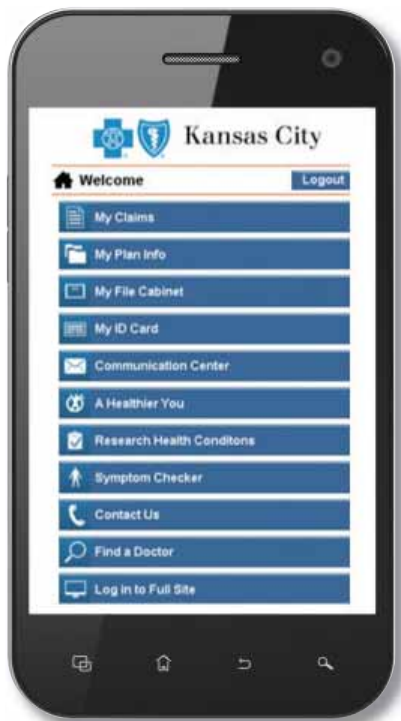 Kansas City
Welcome
Logout
My Claims
My Plan Info
My File Cabinet
My ID Card
Communication Center
A Healthier You
Research Health Conditons
Symptom Checker
Contact Us
Find a Doctor
Log in to Full Site